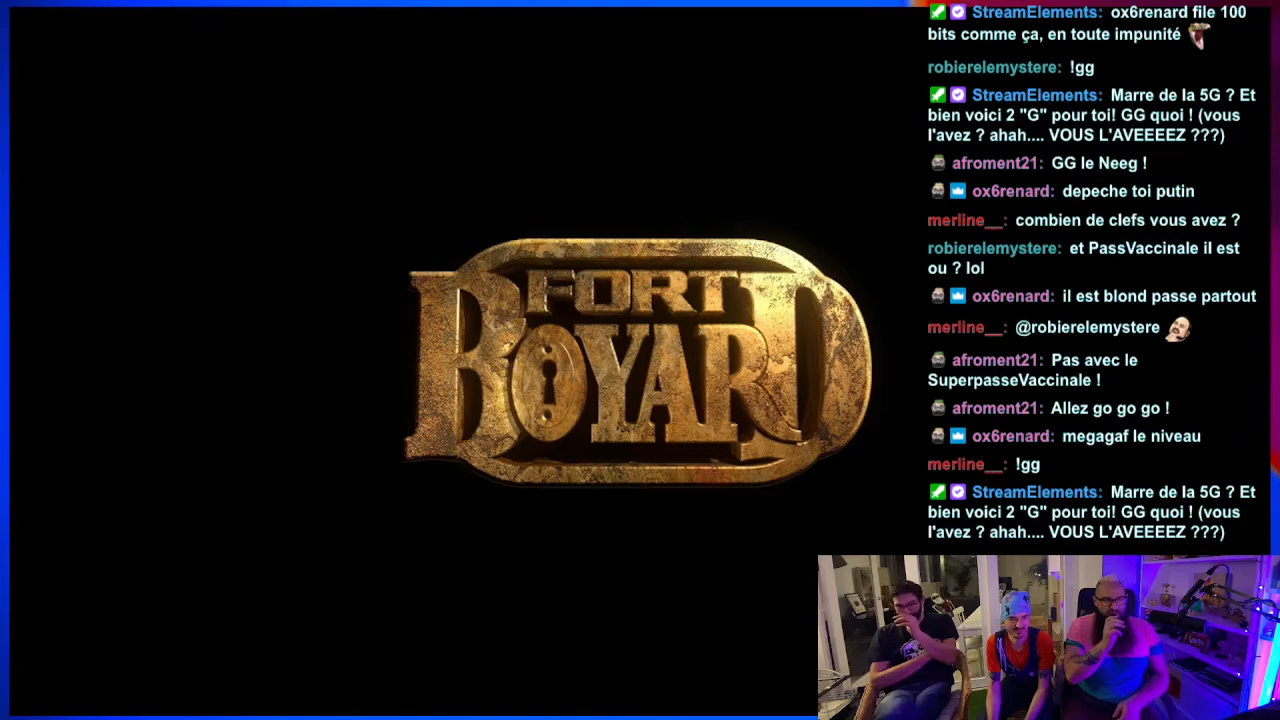 StreamElements: ox6renard file 100
bits comme ça, en toute impunité
robierelemystere: !gg
StreamElements: Marre de la 5G ? Et
bien voici 2 "G" pour toi! GG quoi ! (vous
l'avez ? ahah.... VOUS L'AVEEEEZ ???)
afroment21: GG le Neeg !
ox6renard: depeche toi putin
merline__: combien de clefs vous avez ?
robierelemystere: et PassVaccinale il est
ou ? lol
ox6renard: il est blond passe partout
merline__: @robierelemystere
afroment21: Pas avec le
SuperpasseVaccinale !
afroment21: Allez go go go !
ox6renard: megagaf le niveau
merline__: !gg
StreamElements: Marre de la 5G ? Et
bien voici 2 "G" pour toi! GG quoi ! (vous
l'avez ? ahah.... VOUS L'AVEEEEZ ???)
FORT
BOYARD